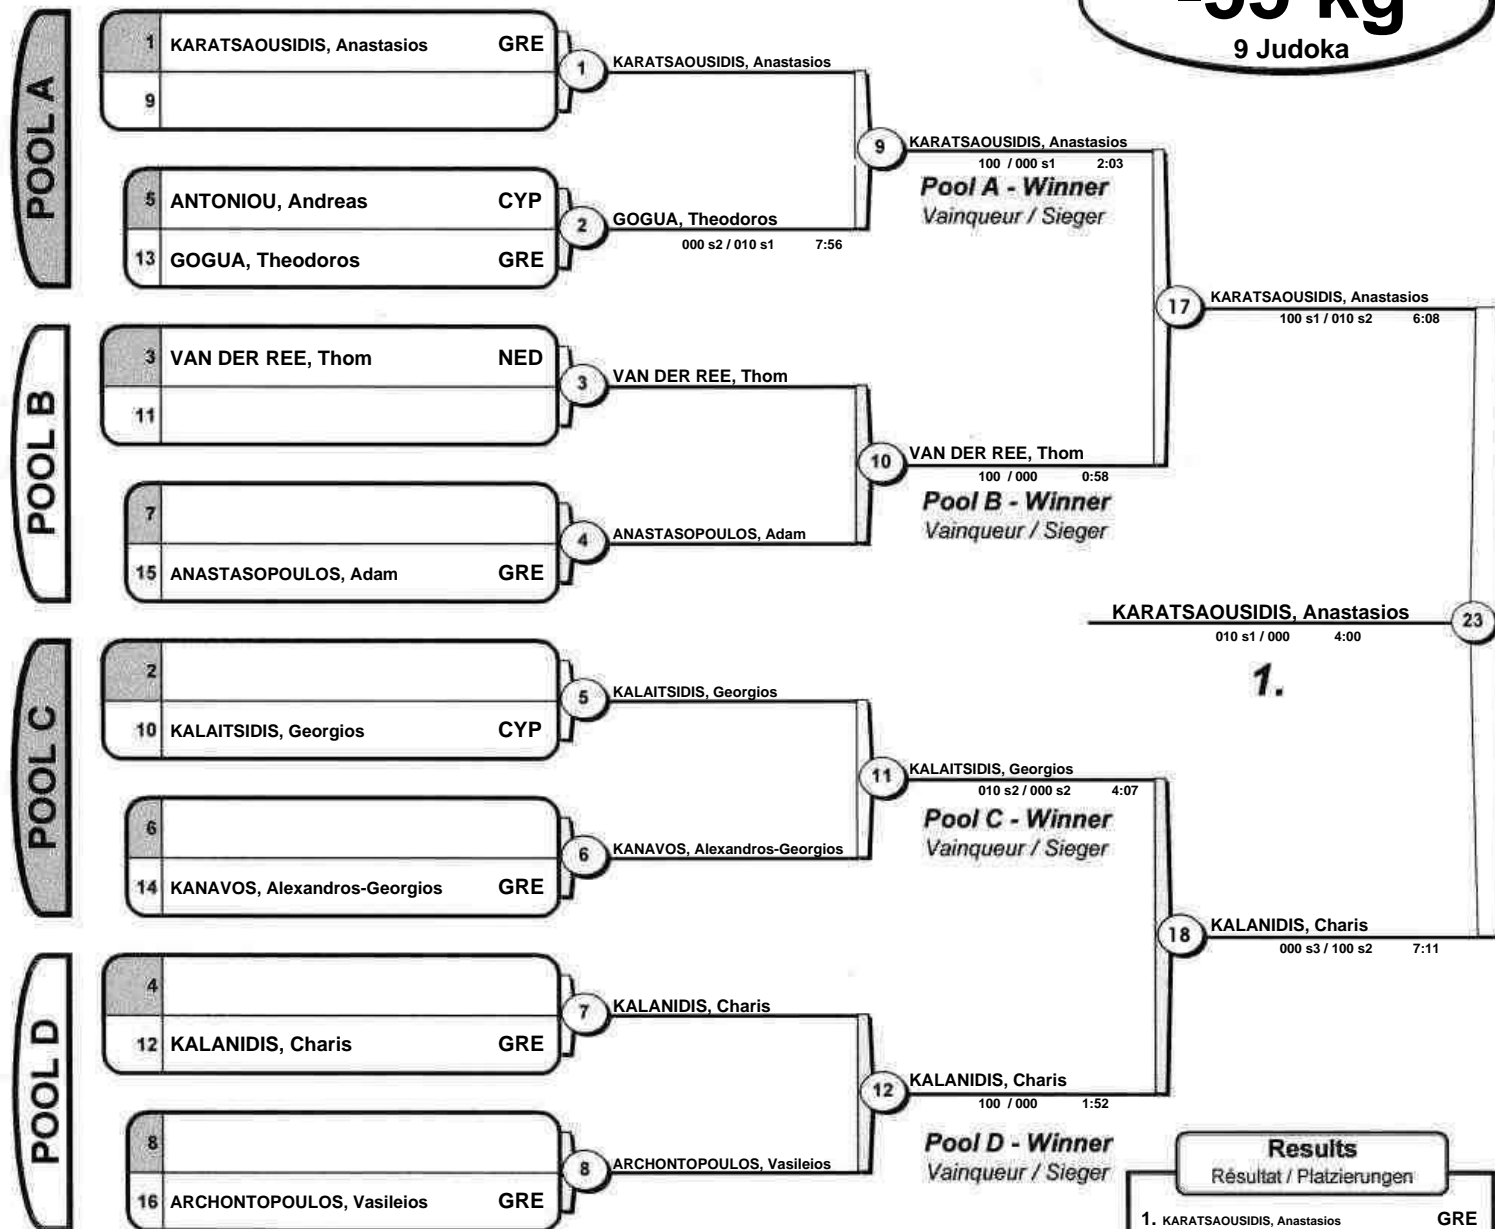 -55 kg
9 Judoka
POOL A
1 KARATSAOUSIDIS, Anastasios GRE
9
5 ANTONIOU, Andreas CYP
13 GOGUA, Theodoros GRE
1 KARATSAOUSIDIS, Anastasios
2 GOGUA, Theodoros
000 s2 / 010 s1 7:56
9 KARATSAOUSIDIS, Anastasios
100 / 000 s1 2:03
Pool A - Winner
Vainqueur / Sieger
POOL B
3 VAN DER REE, Thom NED
11
7
15 ANASTASOPOULOS, Adam GRE
3 VAN DER REE, Thom
4 ANASTASOPOULOS, Adam
10 VAN DER REE, Thom
100 / 000 0:58
Pool B - Winner
Vainqueur / Sieger
17 KARATSAOUSIDIS, Anastasios
100 s1 / 010 s2 6:08
KARATSAOUSIDIS, Anastasios 23
010 s1 / 000 4:00
1.
POOL C
2
10 KALAITSIDIS, Georgios CYP
6
14 KANAVOS, Alexandros-Georgios GRE
5 KALAITSIDIS, Georgios
6 KANAVOS, Alexandros-Georgios
11 KALAITSIDIS, Georgios
010 s2 / 000 s2 4:07
Pool C - Winner
Vainqueur / Sieger
POOL D
4
12 KALANIDIS, Charis GRE
8
16 ARCHONTOPOULOS, Vasileios GRE
7 KALANIDIS, Charis
8 ARCHONTOPOULOS, Vasileios
12 KALANIDIS, Charis
100 / 000 1:52
Pool D - Winner
Vainqueur / Sieger
18 KALANIDIS, Charis
000 s3 / 100 s2 7:11
Results
Résultat / Platzierungen
1. KARATSAOUSIDIS, Anastasios GRE